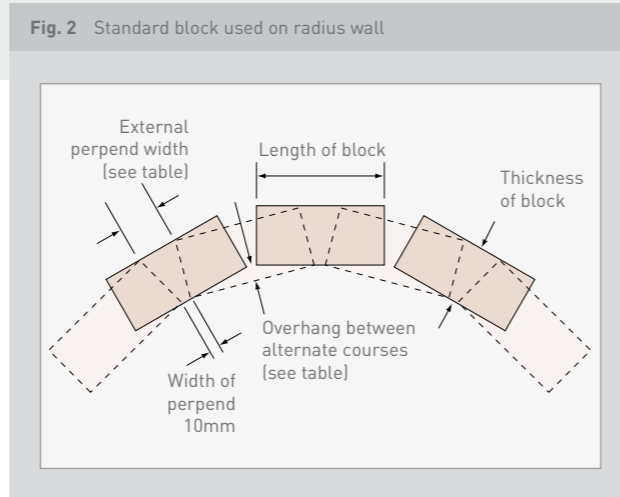 Fig. 2 Standard block used on radius wall
External
perpend width
(see table)
Length of block
Thickness
of block
Overhang between
alternate courses
(see table)
Width of
perpend
10mm